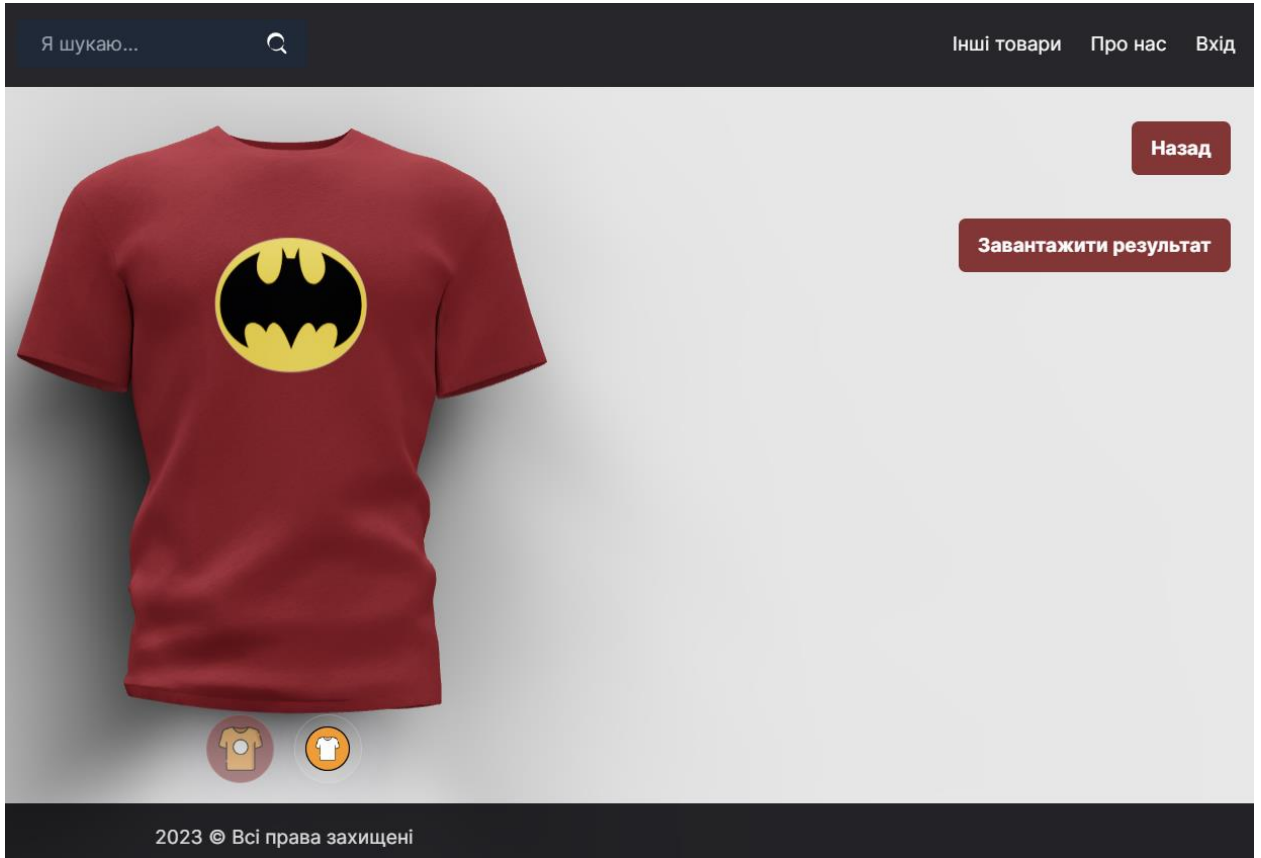 Я шукаю...
Інші товари Про нас Вхід
Назад
Завантажити результат
2023 © Всі права захищені